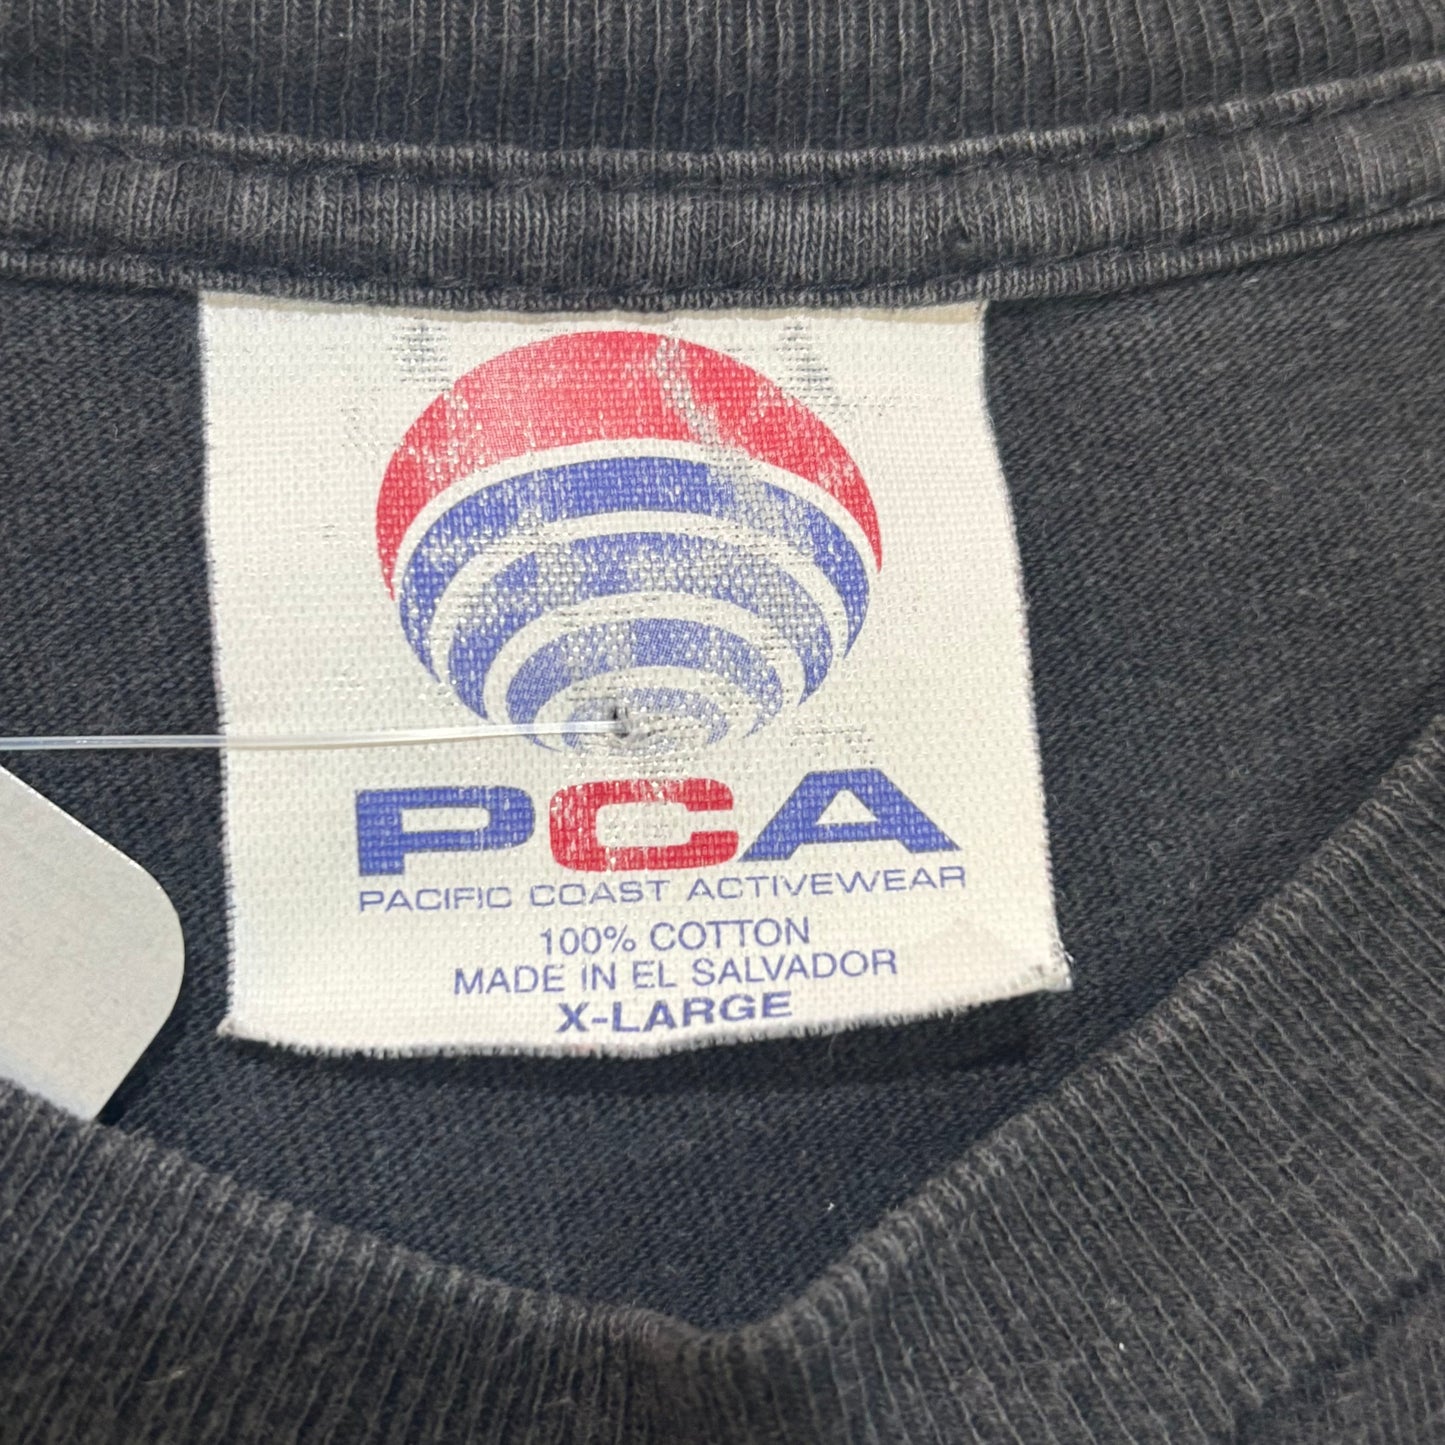 PCA
PACIFIC COAST ACTIVEWEAR
100% COTTON
MADE IN EL SALVADOR
X-LARGE